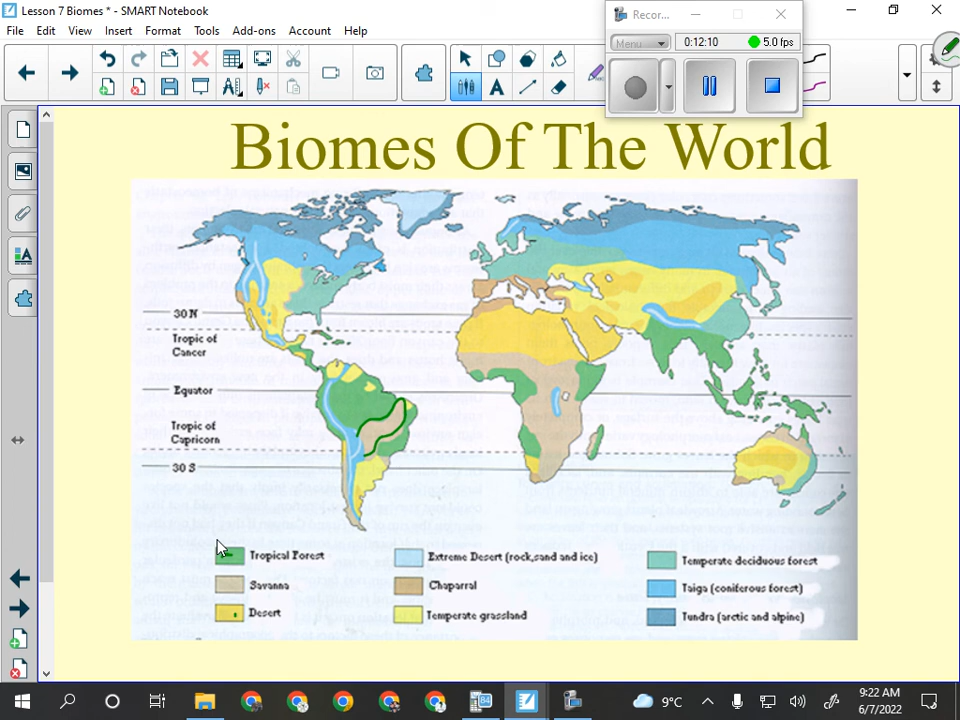 Lesson 7 Biomes * - SMART Notebook
File Edit View Insert Format Tools Add-ons Account Help
Recor...
Menu 0:12:10 5.0 fps
Biomes Of The World
30 N
Tropic of
Cancer
Equator
Tropic of
Capricorn
30 S
Tropical Forest
Savanna
Desert
Extreme Desert (rock,sand and ice)
Chaparral
Temperate grassland
Temperate deciduous forest
Taiga (coniferous forest)
Tundra (arctic and alpine)
9°C
9:22 AM
6/7/2022